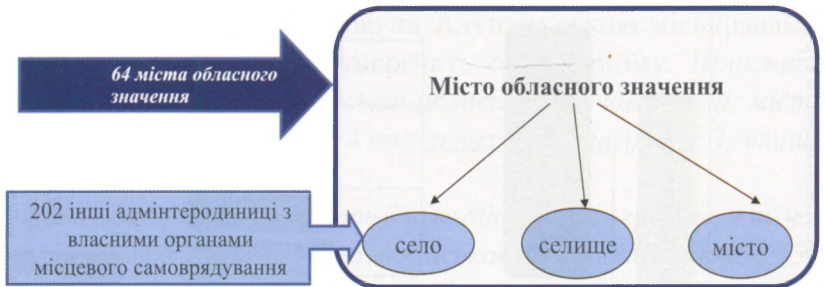 64 міста обласного
значення
Місто обласного значення
202 інші адмінтеродиниці з
власними органами
місцевого самоврядування
село
селище
місто